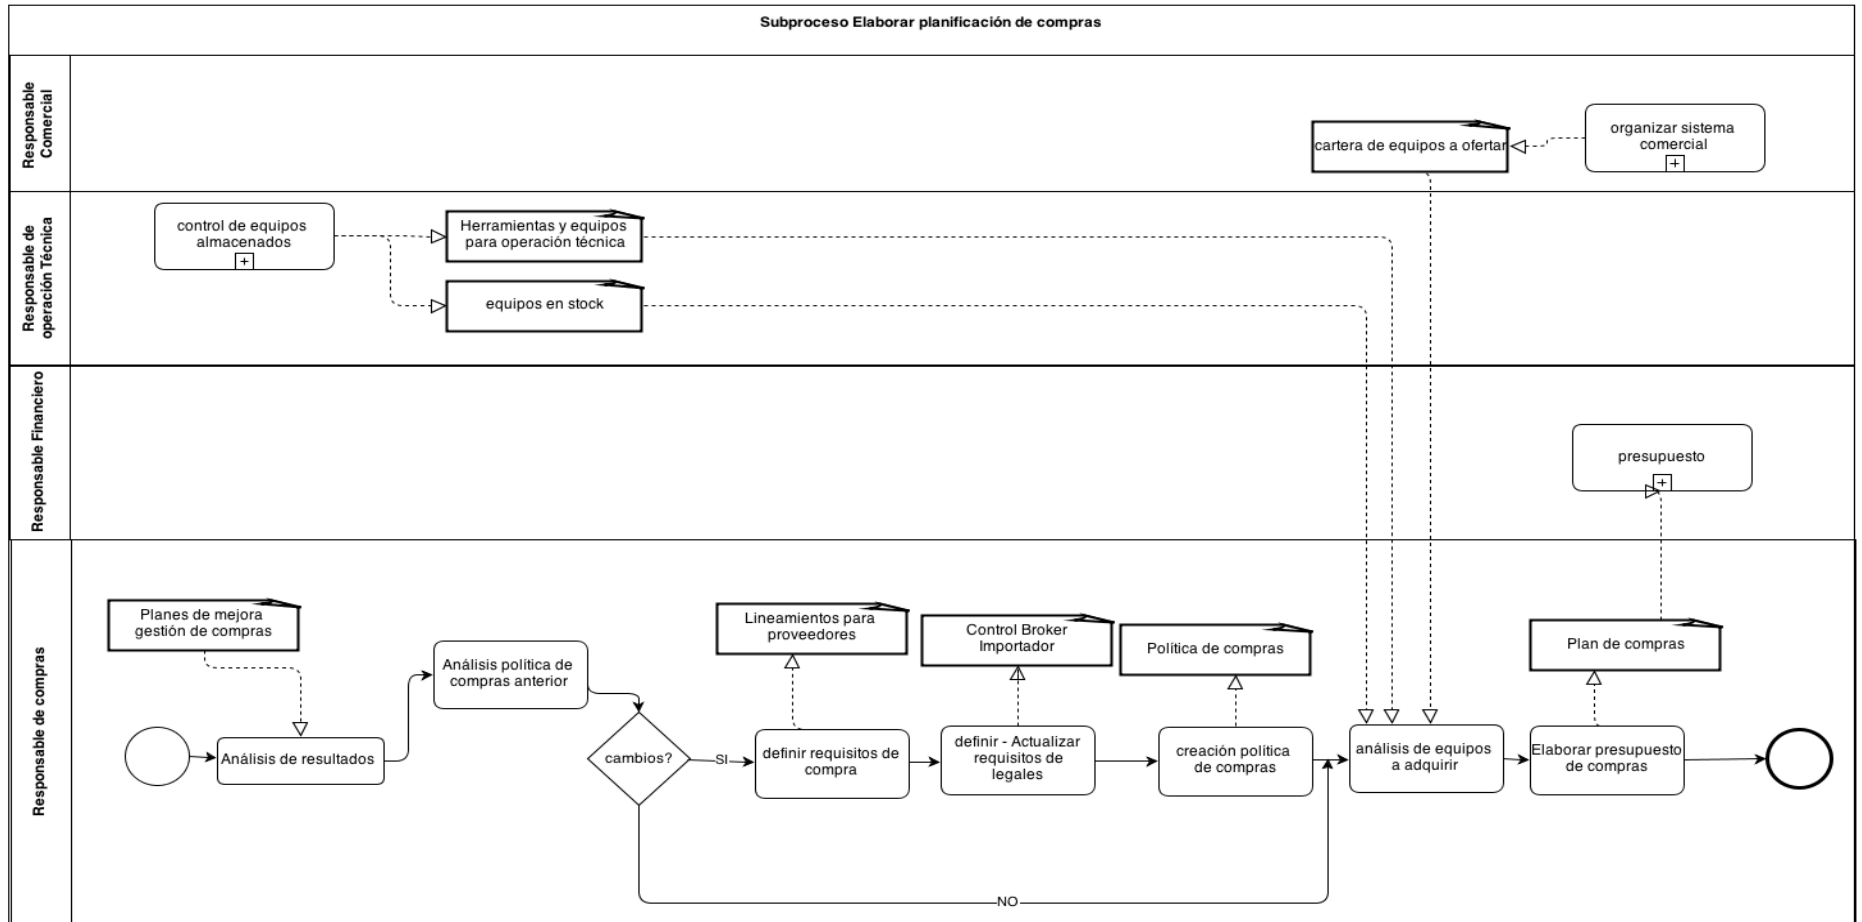 Subproceso Elaborar planificación de compras
Responsable
Comercial
cartera de equipos a ofertar
organizar sistema
comercial
Responsable de
operación Técnica
control de equipos
almacenados
Herramientas y equipos
para operación técnica
equipos en stock
Responsable Financiero
presupuesto
Responsable de compras
Planes de mejora
gestión de compras
Análisis de resultados
Análisis política de
compras anterior
cambios?
SI
NO
Lineamientos para
proveedores
definir requisitos de
compra
Control Broker
Importador
definir - Actualizar
requisitos de
legales
Política de compras
creación política
de compras
análisis de equipos
a adquirir
Plan de compras
Elaborar presupuesto
de compras